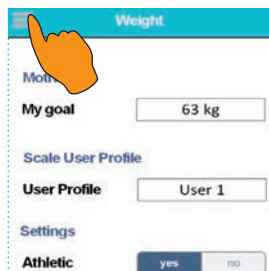 Weight
My goal 63 kg
Scale User Profile
User Profile User 1
Settings
Athletic yes no